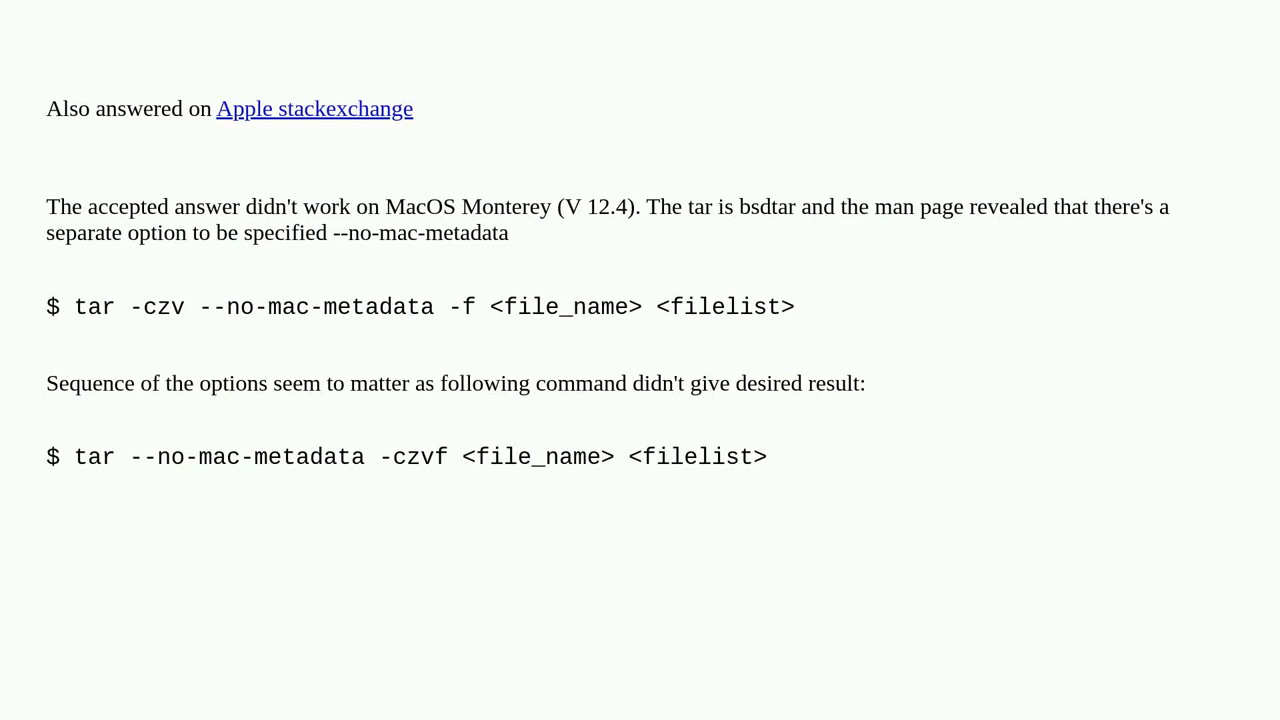 Also answered on Apple stackexchange
The accepted answer didn't work on MacOS Monterey (V 12.4). The tar is bsdtar and the man page revealed that there's a
separate option to be specified --no-mac-metadata
$ tar -czv --no-mac-metadata -f <file_name> <filelist>
Sequence of the options seem to matter as following command didn't give desired result:
$ tar --no-mac-metadata -czvf <file_name> <filelist>